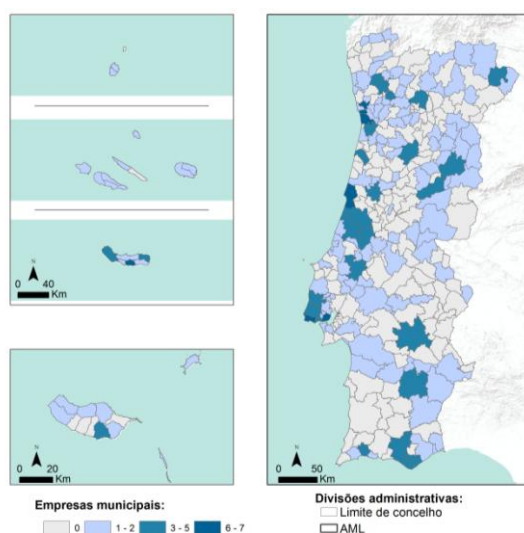 N
0 40
Km
N
0 20
Km
N
0 50
Km
Empresas municipais:
0 1 - 2 3 - 5 6 - 7
Divisões administrativas:
Limite de concelho
AML